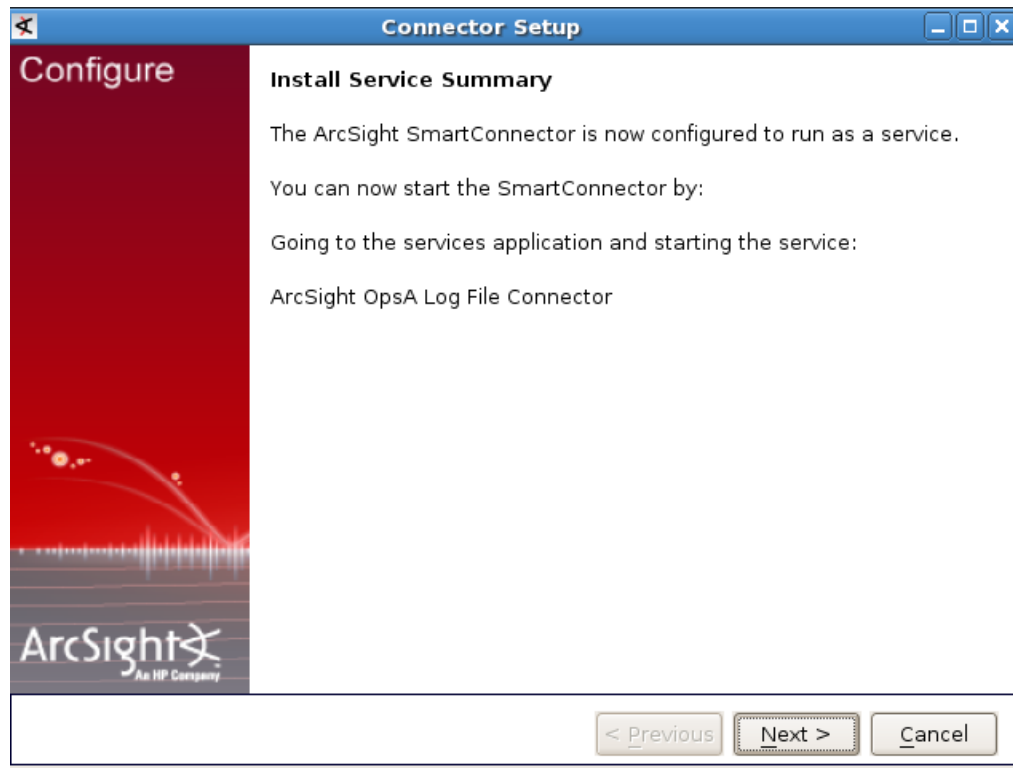 Connector Setup
Configure
Install Service Summary
The ArcSight SmartConnector is now configured to run as a service.
You can now start the SmartConnector by:
Going to the services application and starting the service:
ArcSight OpsA Log File Connector
ArcSight
An HP Company
< Previous
Next >
Cancel